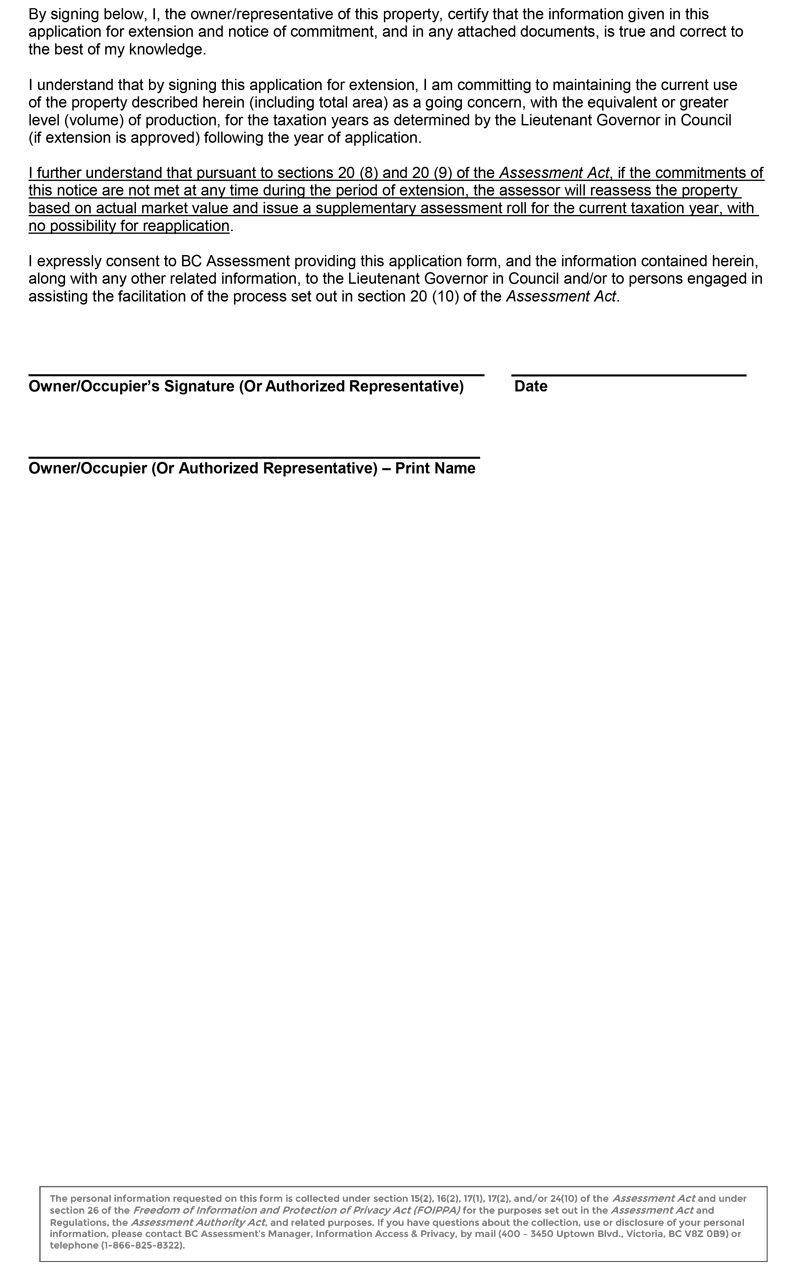 By signing below, I, the owner/representative of this property, certify that the information given in this
application for extension and notice of commitment, and in any attached documents, is true and correct to
the best of my knowledge.
I understand that by signing this application for extension, I am committing to maintaining the current use
of the property described herein (including total area) as a going concern, with the equivalent or greater
level (volume) of production, for the taxation years as determined by the Lieutenant Governor in Council
(if extension is approved) following the year of application.
I further understand that pursuant to sections 20 (8) and 20 (9) of the Assessment Act, if the commitments of
this notice are not met at any time during the period of extension, the assessor will reassess the property
based on actual market value and issue a supplementary assessment roll for the current taxation year, with
no possibility for reapplication.
I expressly consent to BC Assessment providing this application form, and the information contained herein,
along with any other related information, to the Lieutenant Governor in Council and/or to persons engaged in
assisting the facilitation of the process set out in section 20 (10) of the Assessment Act.
Owner/Occupier's Signature (Or Authorized Representative) Date
Owner/Occupier (Or Authorized Representative) – Print Name
The personal information requested on this form is collected under section 15(2), 16(2), 17(1), 17(2), and/or 24(10) of the Assessment Act and under
section 26 of the Freedom of Information and Protection of Privacy Act (FOIPPA) for the purposes set out in the Assessment Act and
Regulations, the Assessment Authority Act, and related purposes. If you have questions about the collection, use or disclosure of your personal
information, please contact BC Assessment's Manager, Information Access & Privacy, by mail (400 – 3450 Uptown Blvd., Victoria, BC V8Z 0B9) or
telephone (1-866-825-8322).